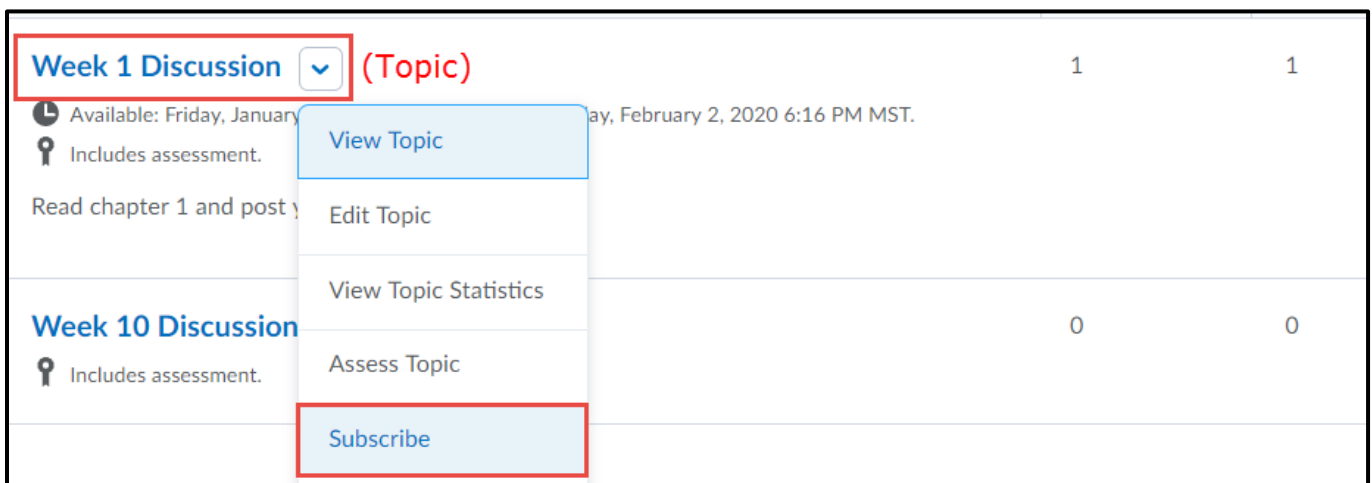 Week 1 Discussion (Topic) 1 1
Available: Friday, January ay, February 2, 2020 6:16 PM MST.
View Topic
Includes assessment.
Read chapter 1 and post
Edit Topic
View Topic Statistics
Week 10 Discussion 0 0
Assess Topic
Includes assessment.
Subscribe